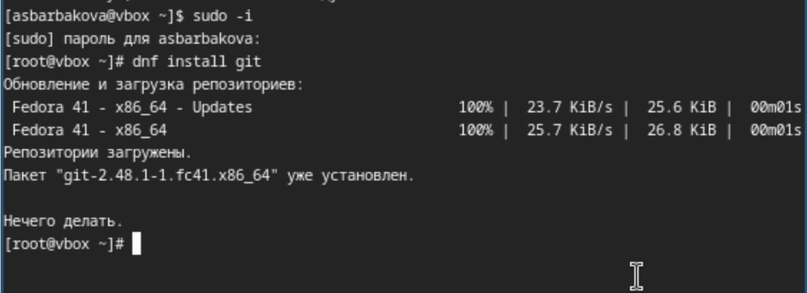 [asbarbakova@vbox ~]$ sudo -i
[sudo] пароль для asbarbakova:
[root@vbox ~]# dnf install git
Обновление и загрузка репозиториев:
Fedora 41 - x86_64 - Updates 100% | 23.7 KiB/s | 25.6 KiB | 00m01s
Fedora 41 - x86_64 100% | 25.7 KiB/s | 26.8 KiB | 00m01s
Репозитории загружены.
Пакет "git-2.48.1-1.fc41.x86_64" уже установлен.
Нечего делать.
[root@vbox ~]#